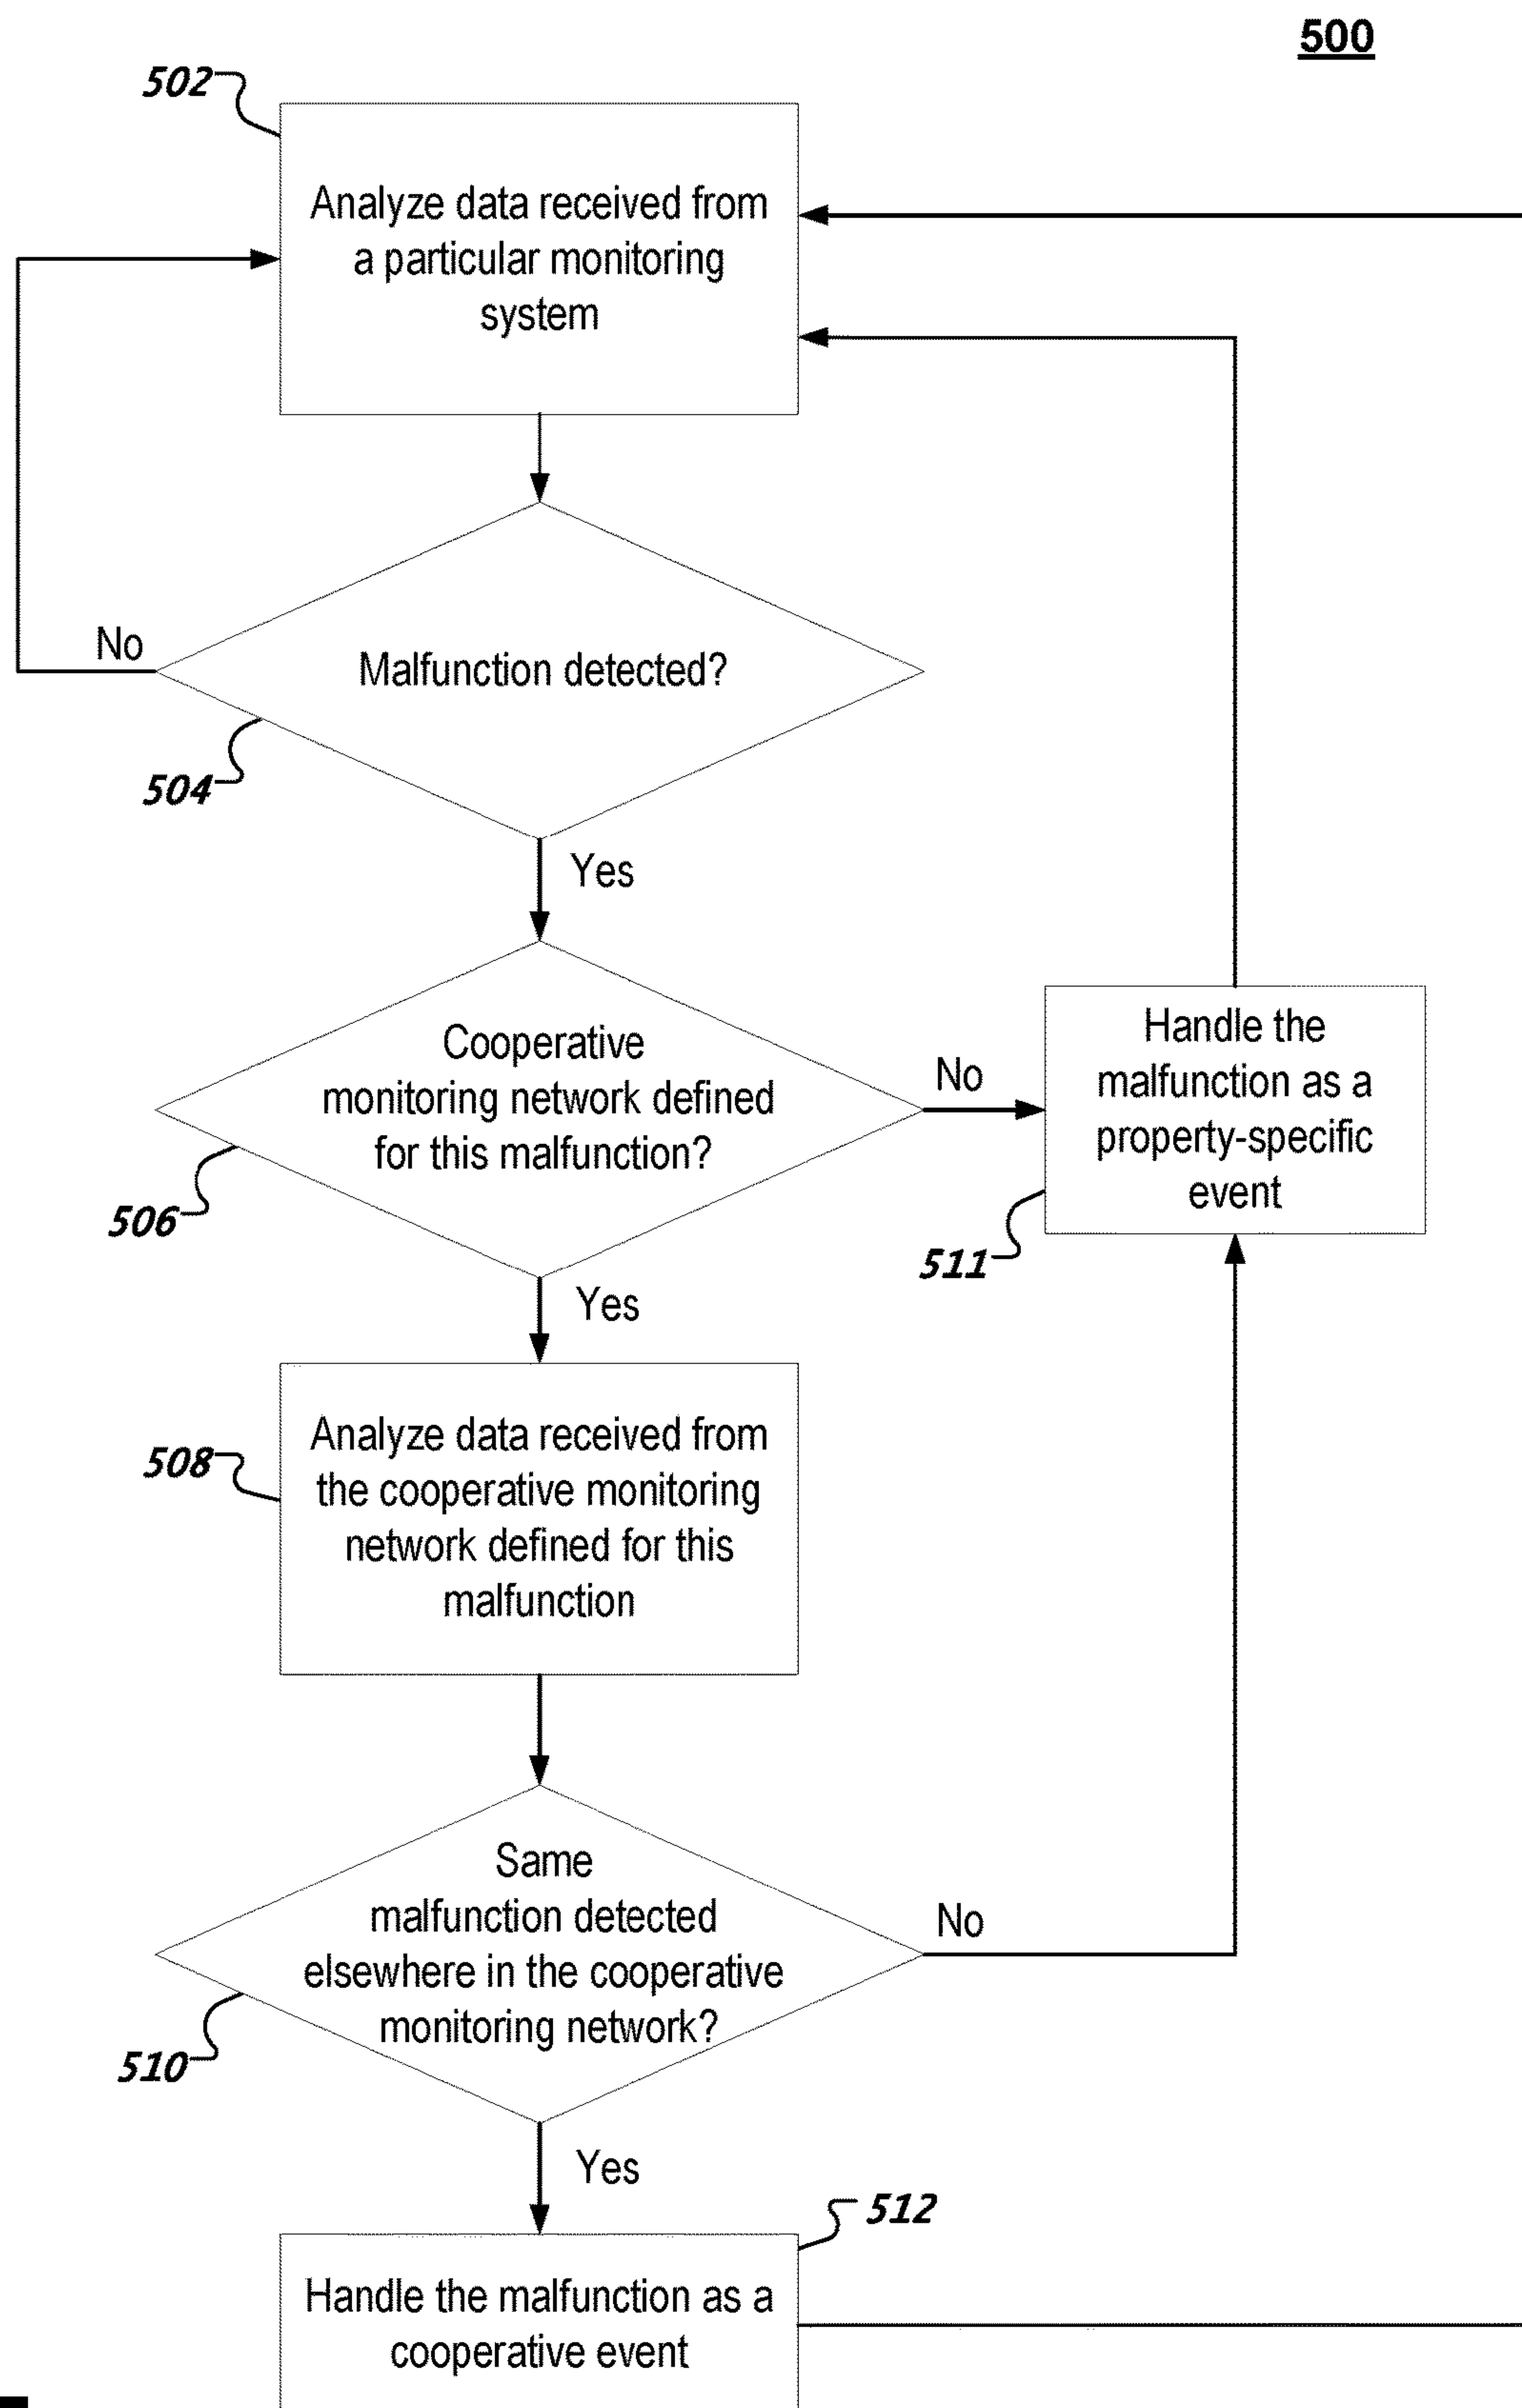 500
502
Analyze data received from
a particular monitoring
system
No
Malfunction detected?
504
Yes
Cooperative
monitoring network defined
for this malfunction?
No
506
Handle the
malfunction as a
property-specific
event
511
Yes
508
Analyze data received from
the cooperative monitoring
network defined for this
malfunction
Same
malfunction detected
elsewhere in the cooperative
monitoring network?
No
510
Yes
512
Handle the malfunction as a
cooperative event